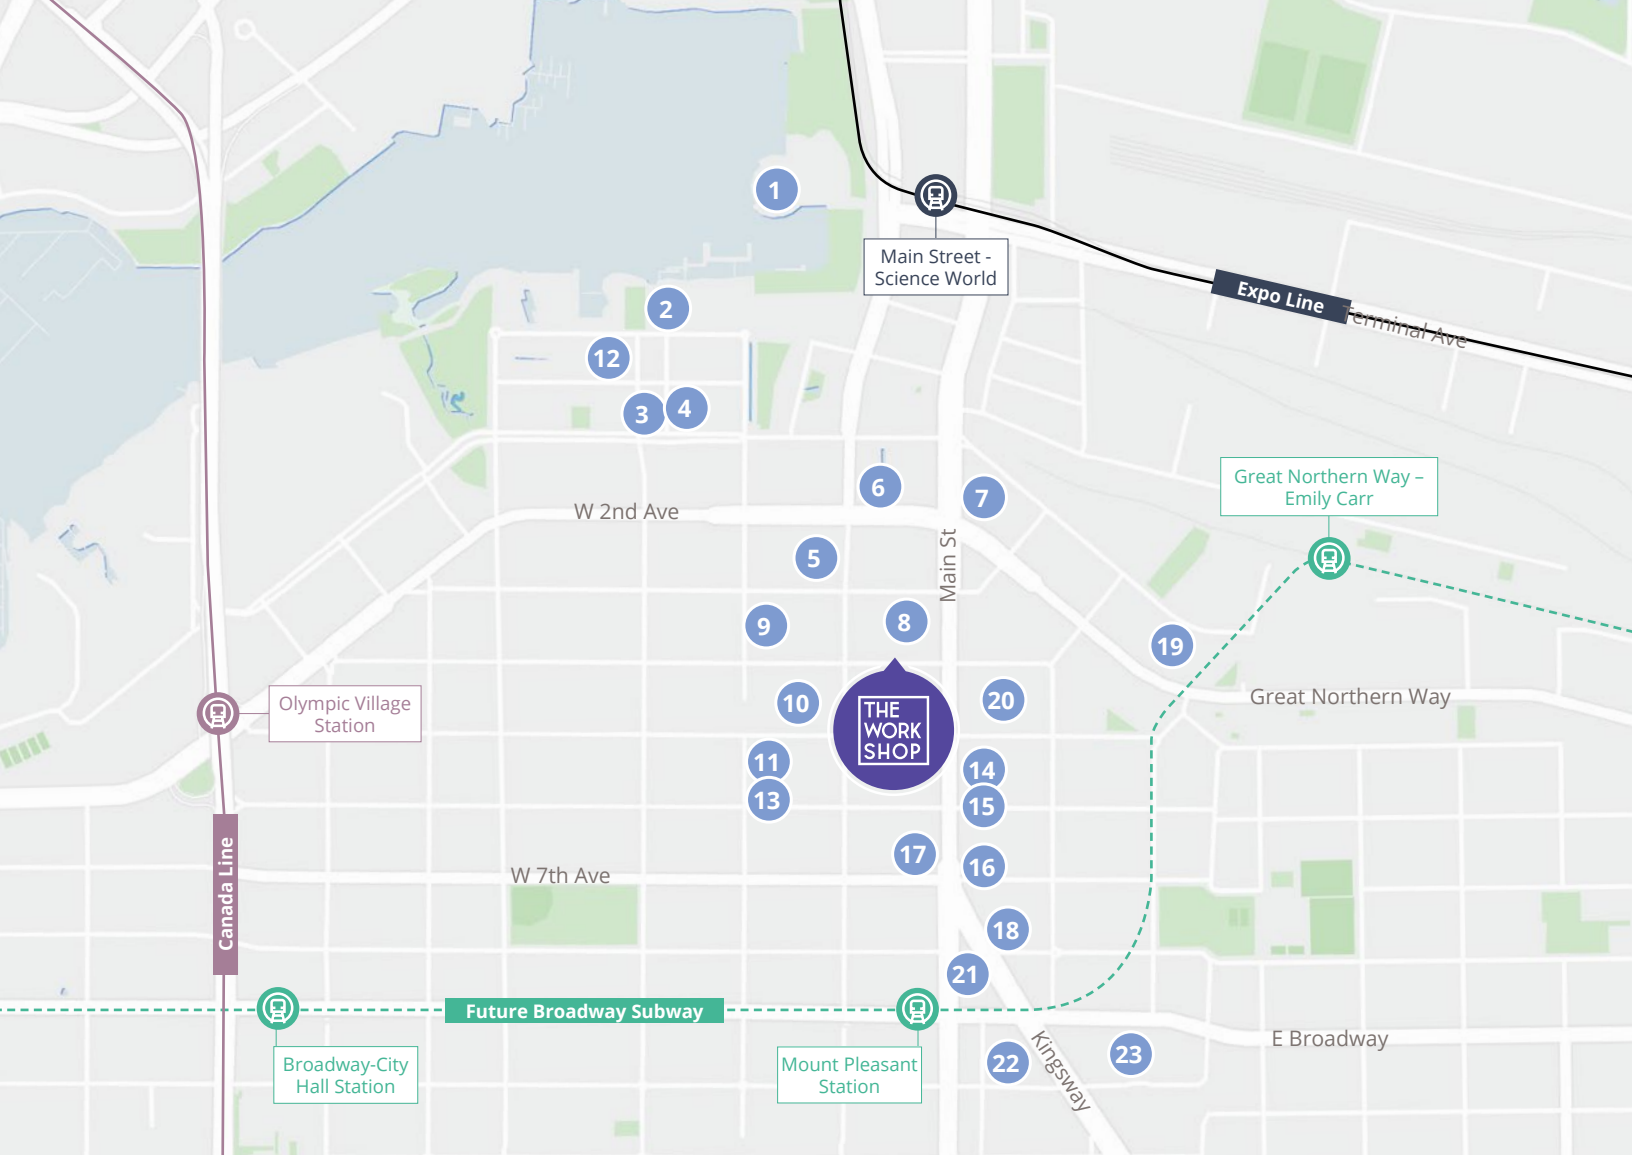 1
Main Street -
Science World
Expo Line
Terminal Ave
2
12
3
4
6
7
Great Northern Way –
Emily Carr
W 2nd Ave
Main St
5
9
8
19
10
THE
WORK
SHOP
20
Great Northern Way
Olympic Village
Station
11
14
13
15
Canada Line
17
16
W 7th Ave
18
21
Future Broadway Subway
E Broadway
Broadway-City
Hall Station
Mount Pleasant
Station
22
Kingsway
23